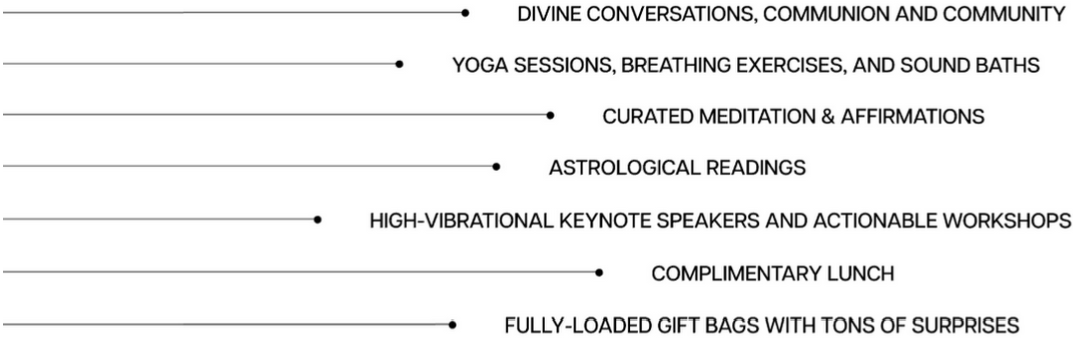 DIVINE CONVERSATIONS, COMMUNION AND COMMUNITY
YOGA SESSIONS, BREATHING EXERCISES, AND SOUND BATHS
CURATED MEDITATION & AFFIRMATIONS
ASTROLOGICAL READINGS
HIGH-VIBRATIONAL KEYNOTE SPEAKERS AND ACTIONABLE WORKSHOPS
COMPLIMENTARY LUNCH
FULLY-LOADED GIFT BAGS WITH TONS OF SURPRISES